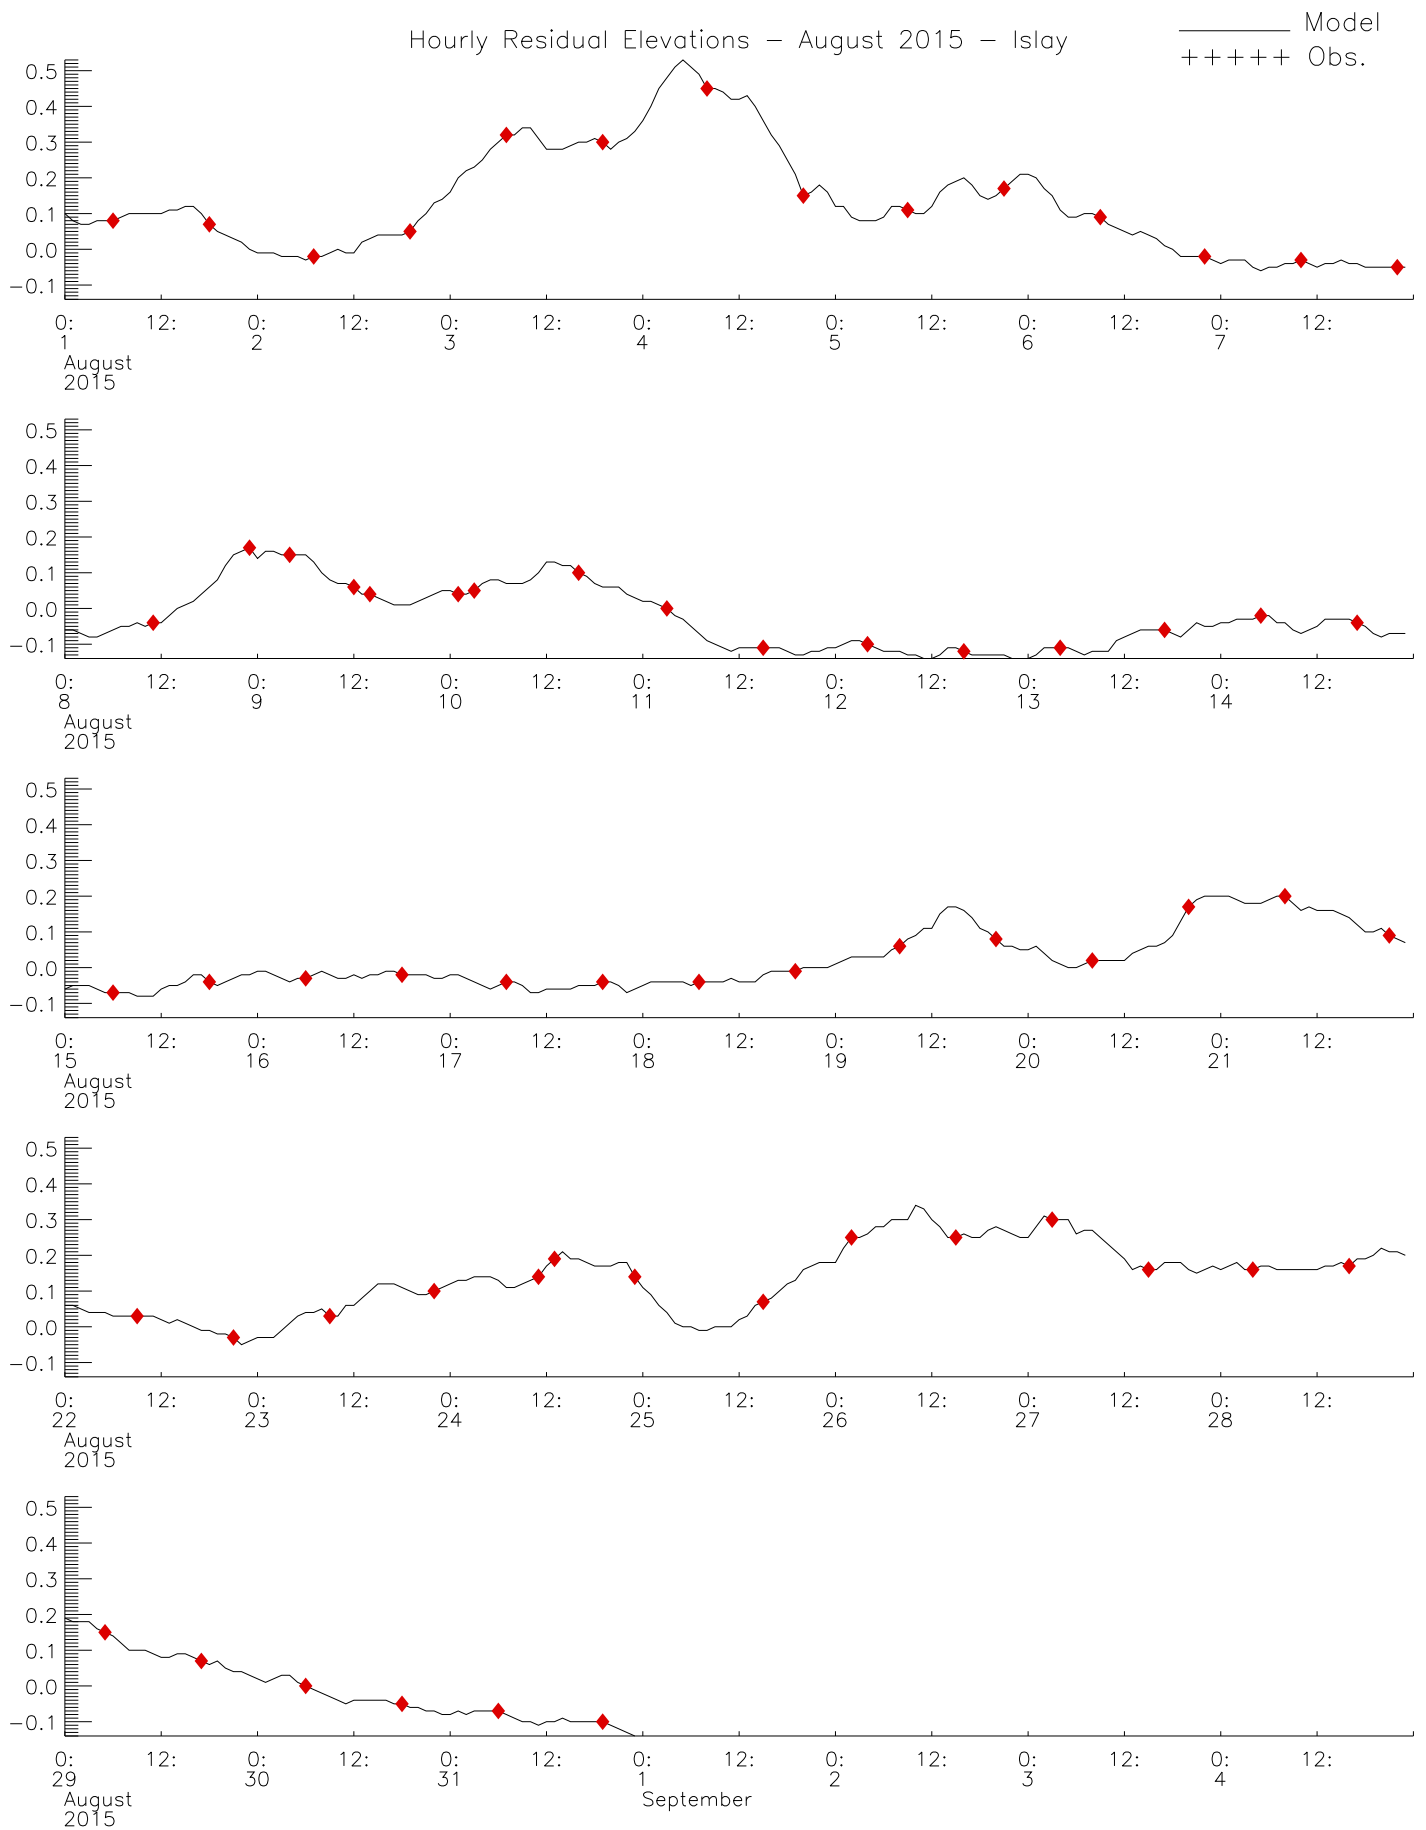 Hourly Residual Elevations – August 2015 – Islay
Model
+++++ Obs.
0.5
0.4
0.3
0.2
0.1
0.0
−0.1
0: 12: 0: 12: 0: 12: 0: 12: 0: 12: 0: 12: 0: 12:
1 2 3 4 5 6 7
August
2015
0.5
0.4
0.3
0.2
0.1
0.0
−0.1
0: 12: 0: 12: 0: 12: 0: 12: 0: 12: 0: 12: 0: 12:
8 9 10 11 12 13 14
August
2015
0.5
0.4
0.3
0.2
0.1
0.0
−0.1
0: 12: 0: 12: 0: 12: 0: 12: 0: 12: 0: 12: 0: 12:
15 16 17 18 19 20 21
August
2015
0.5
0.4
0.3
0.2
0.1
0.0
−0.1
0: 12: 0: 12: 0: 12: 0: 12: 0: 12: 0: 12: 0: 12:
22 23 24 25 26 27 28
August
2015
0.5
0.4
0.3
0.2
0.1
0.0
−0.1
0: 12: 0: 12: 0: 12: 0: 12: 0: 12: 0: 12: 0: 12:
29 30 31 1 2 3 4
August September
2015